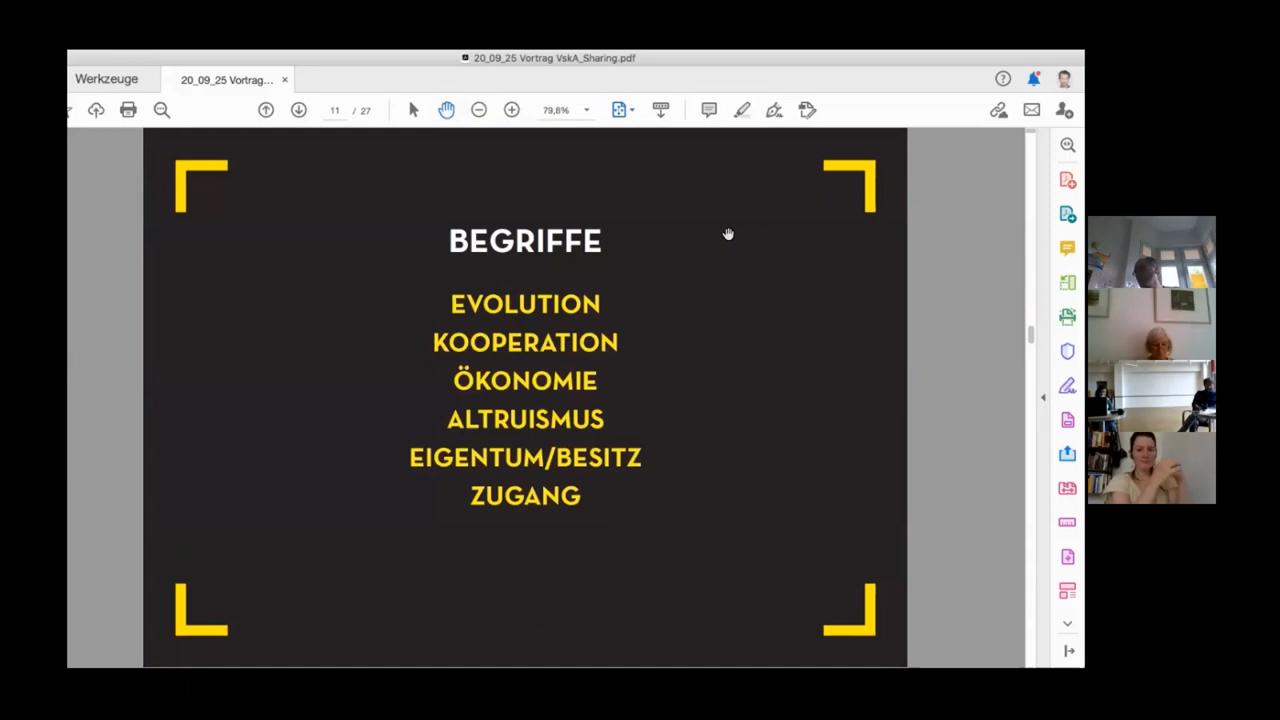 20_09_25 Vortrag VskA_Sharing.pdf
Werkzeuge
20_09_25 Vortrag... ×
11 / 27
79,8%
BEGRIFFE
EVOLUTION
KOOPERATION
ÖKONOMIE
ALTRUISMUS
EIGENTUM/BESITZ
ZUGANG